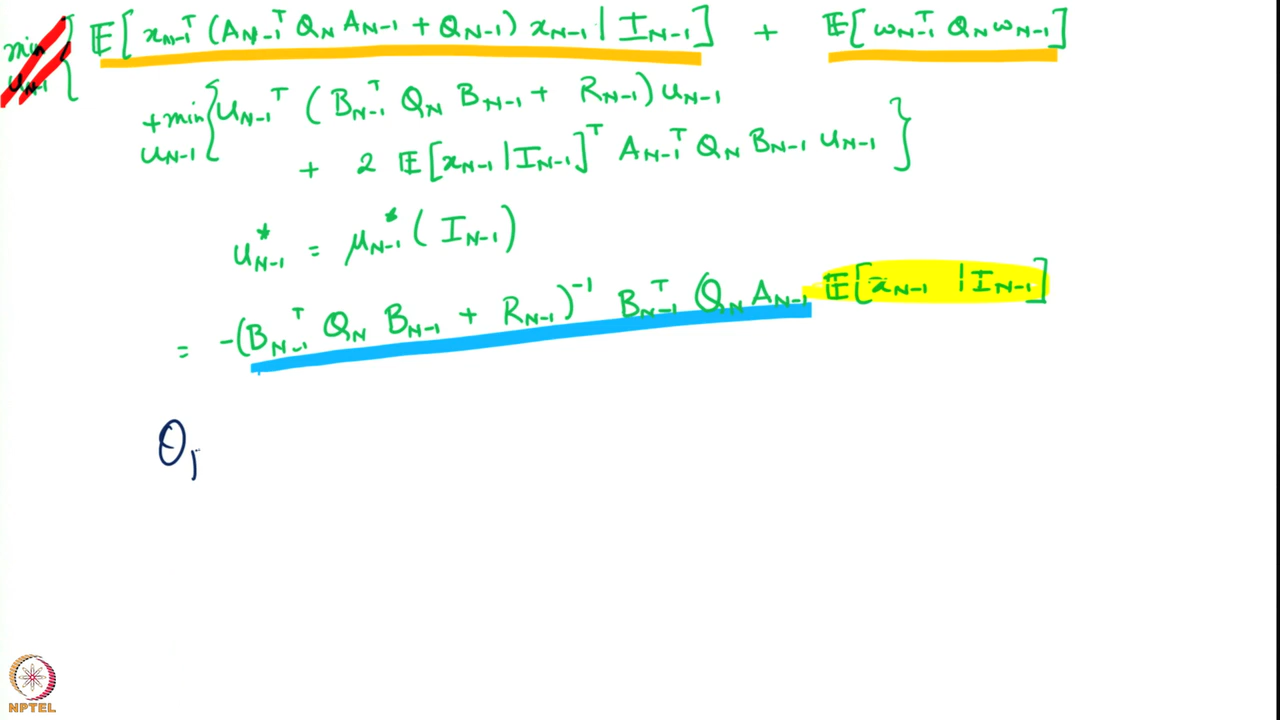 min { 𝔼[ x_{N-1}^T (A_{N-1}^T Q_N A_{N-1} + Q_{N-1}) x_{N-1} | I_{N-1} ] + 𝔼[ w_{N-1}^T Q_N w_{N-1} ]
u_{N-1}
+ min { u_{N-1}^T ( B_{N-1}^T Q_N B_{N-1} + R_{N-1} ) u_{N-1}
u_{N-1}
+ 2 𝔼[ x_{N-1} | I_{N-1} ]^T A_{N-1}^T Q_N B_{N-1} u_{N-1} }
u_{N-1}^* = μ_{N-1}^* ( I_{N-1} )
= -( B_{N-1}^T Q_N B_{N-1} + R_{N-1} )^{-1} B_{N-1}^T ( Q_N A_{N-1} 𝔼[ x_{N-1} | I_{N-1} ]
NPTEL